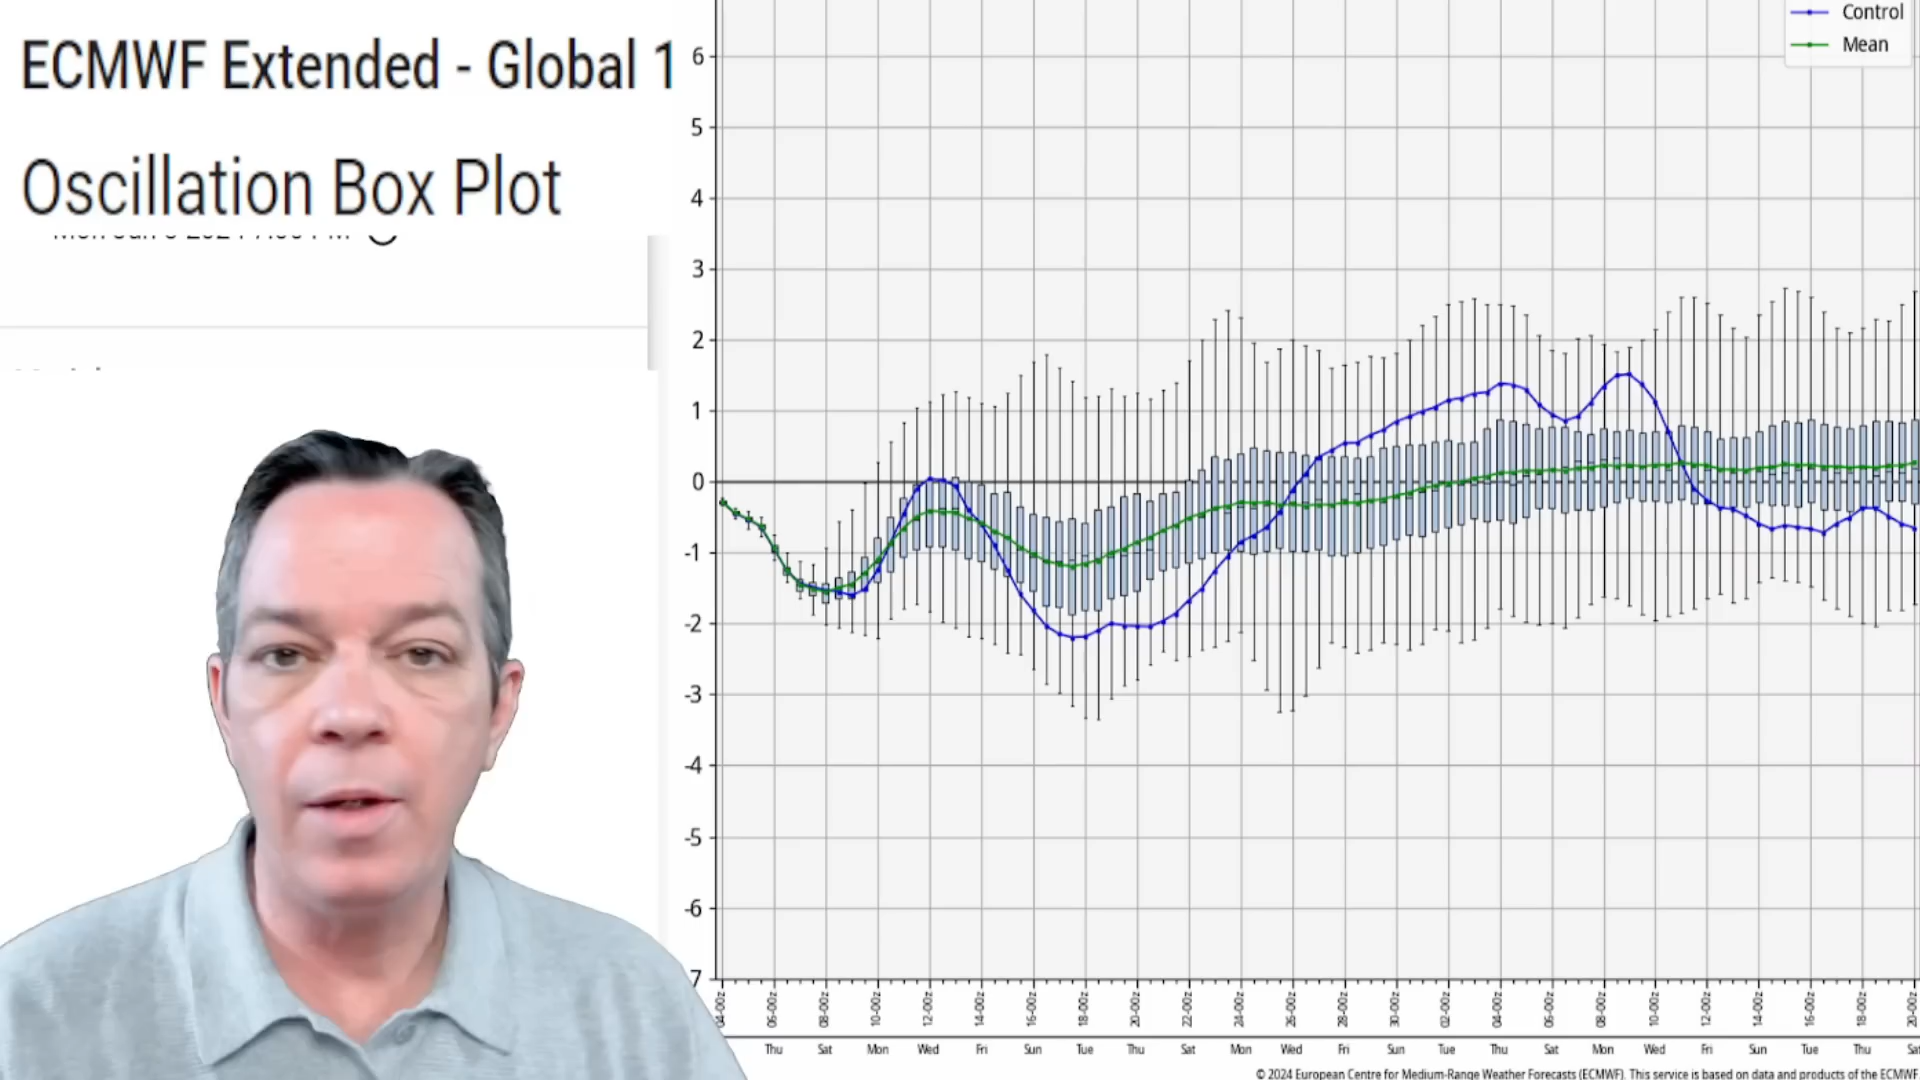 ECMWF Extended - Global 1
Oscillation Box Plot
Control
Mean
6
5
4
3
2
1
0
-1
-2
-3
-4
-5
-6
7
04-00z 06-00z 08-00z 10-00z 12-00z 14-00z 16-00z 18-00z 20-00z 22-00z 24-00z 26-00z 28-00z 30-00z 02-00z 04-00z 06-00z 08-00z 10-00z 12-00z 14-00z 16-00z 18-00z 20-00z
Thu Sat Mon Wed Fri Sun Tue Thu Sat Mon Wed Fri Sun Tue Thu Sat Mon Wed Fri Sun Tue Thu Sat
© 2024 European Centre for Medium-Range Weather Forecasts (ECMWF). This service is based on data and products of the ECMWF